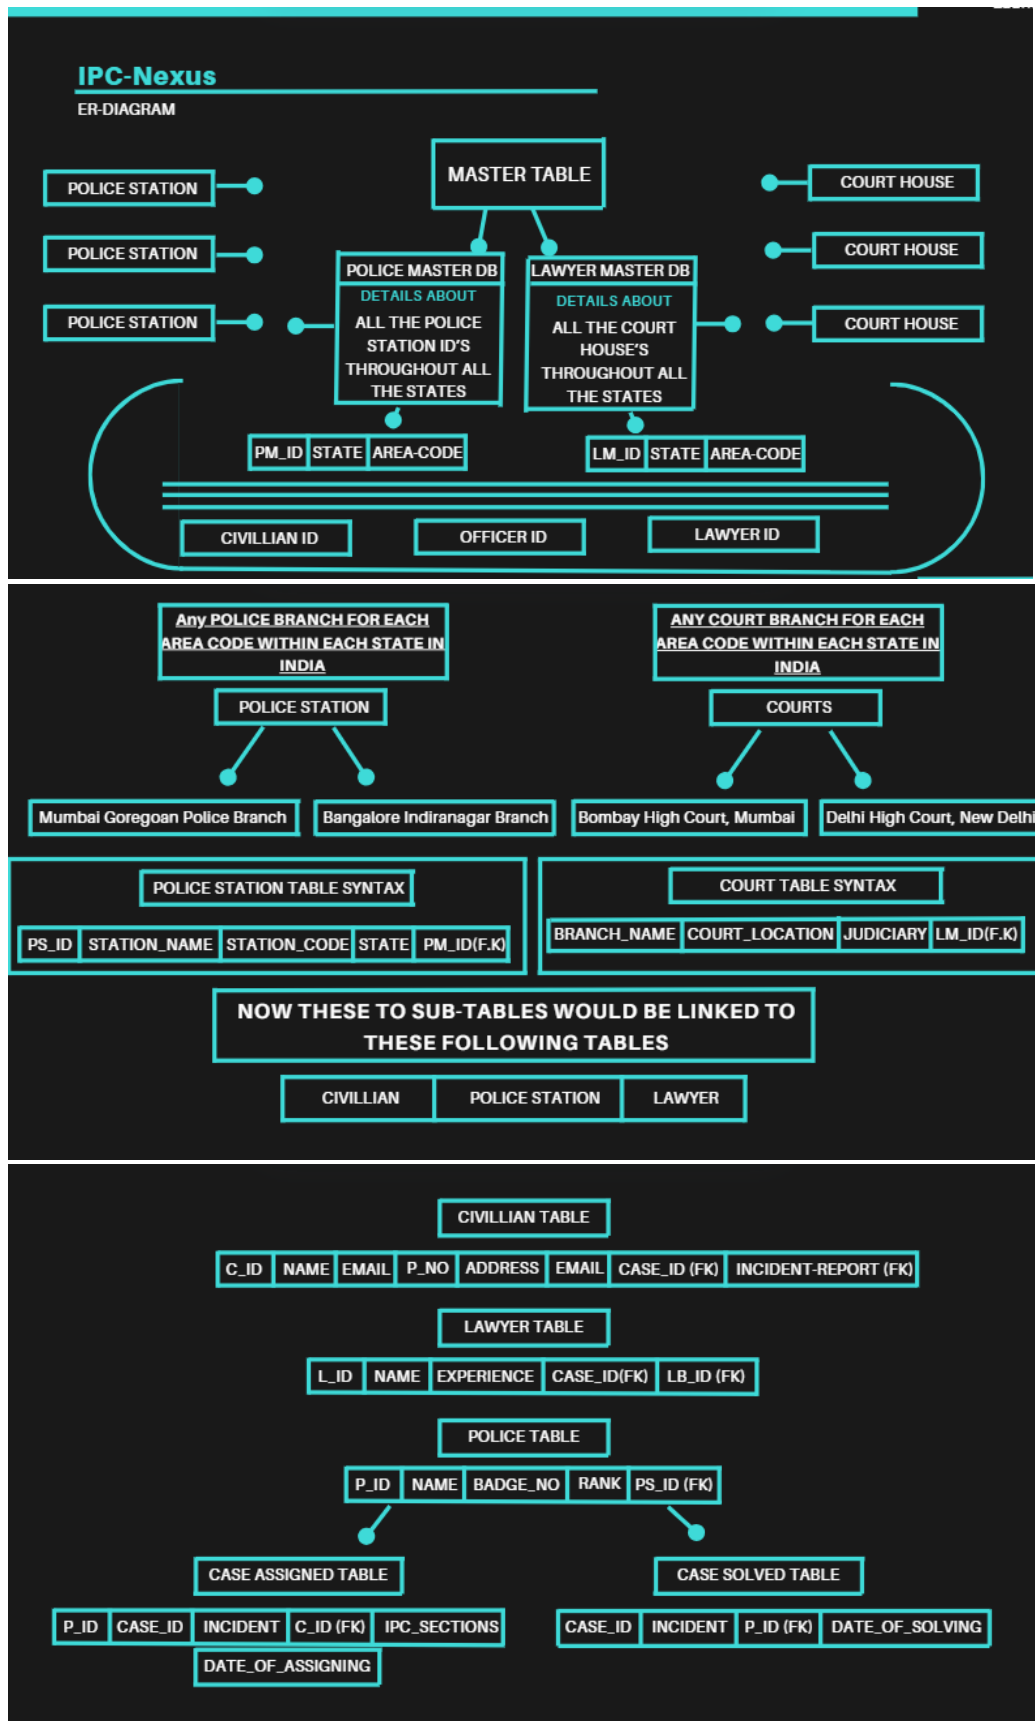 IPC-Nexus
ER-DIAGRAM
MASTER TABLE
POLICE STATION
COURT HOUSE
POLICE STATION
COURT HOUSE
POLICE MASTER DB
LAWYER MASTER DB
DETAILS ABOUT
ALL THE POLICE
STATION ID'S
THROUGHOUT ALL
THE STATES
DETAILS ABOUT
ALL THE COURT
HOUSE'S
THROUGHOUT ALL
THE STATES
POLICE STATION
COURT HOUSE
PM_ID STATE AREA-CODE
LM_ID STATE AREA-CODE
CIVILLIAN ID
OFFICER ID
LAWYER ID
Any POLICE BRANCH FOR EACH
AREA CODE WITHIN EACH STATE IN
INDIA
ANY COURT BRANCH FOR EACH
AREA CODE WITHIN EACH STATE IN
INDIA
POLICE STATION
COURTS
Mumbai Goregoan Police Branch
Bangalore Indiranagar Branch
Bombay High Court, Mumbai
Delhi High Court, New Delhi
POLICE STATION TABLE SYNTAX
PS_ID STATION_NAME STATION_CODE STATE PM_ID(F.K)
COURT TABLE SYNTAX
BRANCH_NAME COURT_LOCATION JUDICIARY LM_ID(F.K)
NOW THESE TO SUB-TABLES WOULD BE LINKED TO
THESE FOLLOWING TABLES
CIVILLIAN POLICE STATION LAWYER
CIVILLIAN TABLE
C_ID NAME EMAIL P_NO ADDRESS EMAIL CASE_ID (FK) INCIDENT-REPORT (FK)
LAWYER TABLE
L_ID NAME EXPERIENCE CASE_ID(FK) LB_ID (FK)
POLICE TABLE
P_ID NAME BADGE_NO RANK PS_ID (FK)
CASE ASSIGNED TABLE
P_ID CASE_ID INCIDENT C_ID (FK) IPC_SECTIONS
DATE_OF_ASSIGNING
CASE SOLVED TABLE
CASE_ID INCIDENT P_ID (FK) DATE_OF_SOLVING